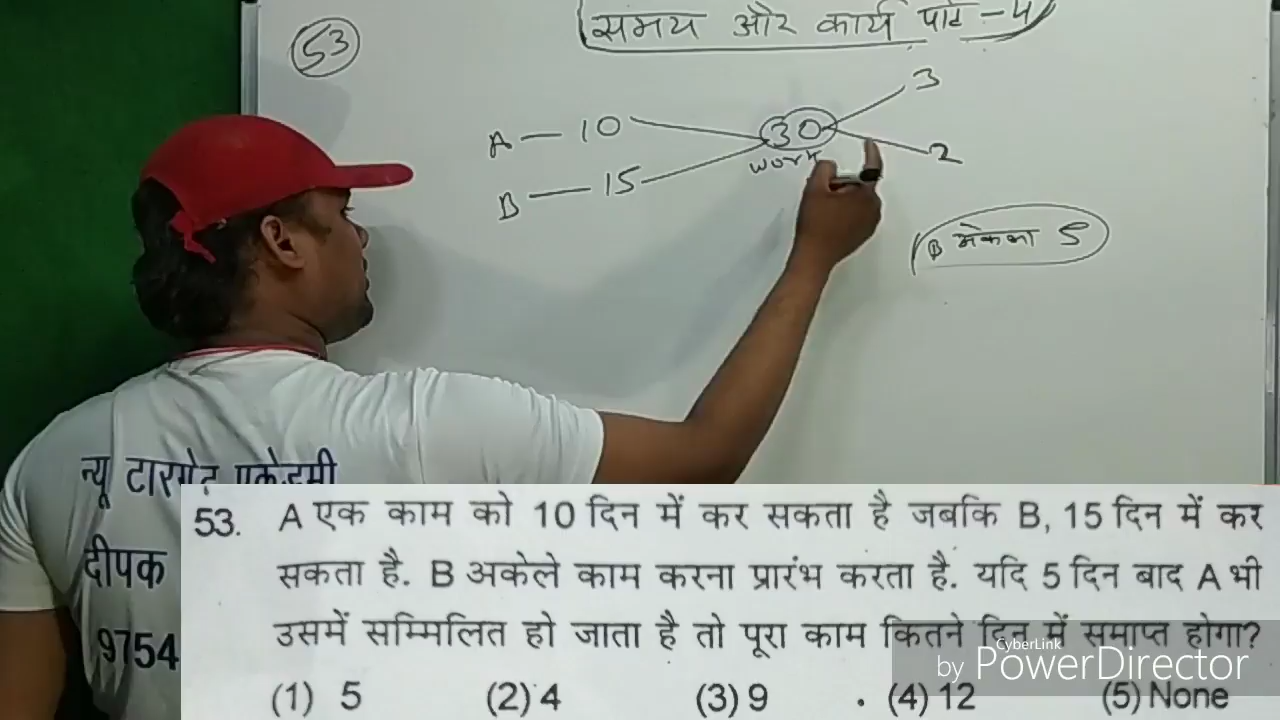 समय और कार्य पार्ट - 4
53
A — 10
B — 15
30
work
3
2
B अकेला 5
न्यू टारगेट एकेडमी
दीपक
9754
53. A एक काम को 10 दिन में कर सकता है जबकि B, 15 दिन में कर
सकता है. B अकेले काम करना प्रारंभ करता है. यदि 5 दिन बाद A भी
उसमें सम्मिलित हो जाता है तो पूरा काम कितने दिन में समाप्त होगा?
(1) 5 (2) 4 (3) 9 (4) 12 (5) None
CyberLink
by PowerDirector